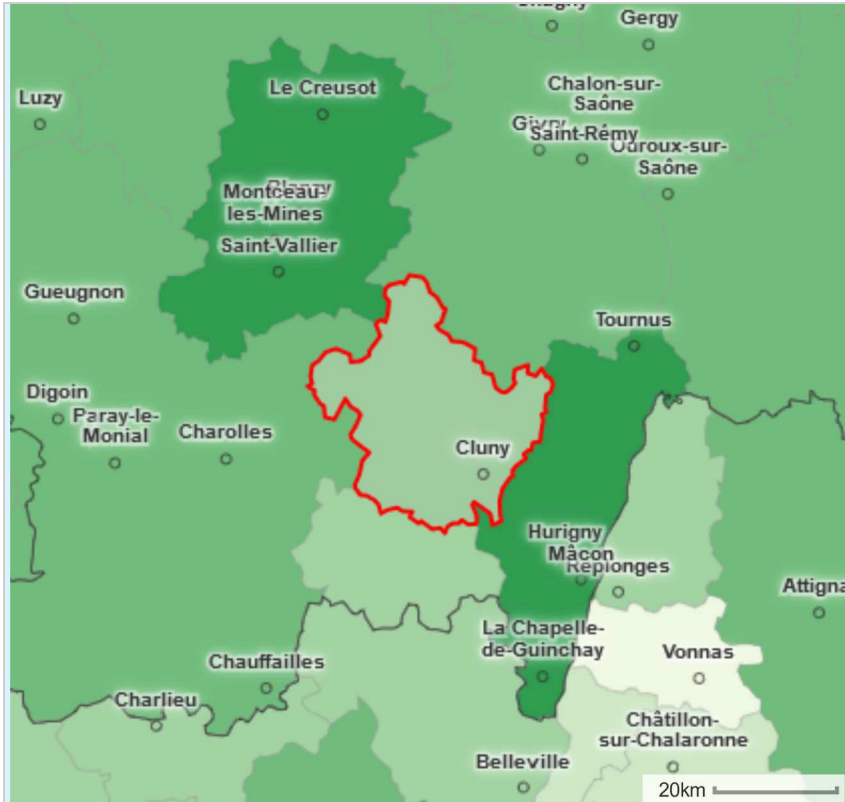 Gergy
Luzy
Le Creusot
Chalon-sur-
Saône
Givry
Saint-Rémy
Ouroux-sur-
Saône
Blanzy
Montceau-
les-Mines
Saint-Vallier
Gueugnon
Tournus
Digoin
Paray-le-
Monial
Charolles
Cluny
Hurigny
Mâcon
Replonges
Attigna
La Chapelle-
de-Guinchay
Vonnas
Chauffailles
Charlieu
Châtillon-
sur-Chalaronne
Belleville
20km